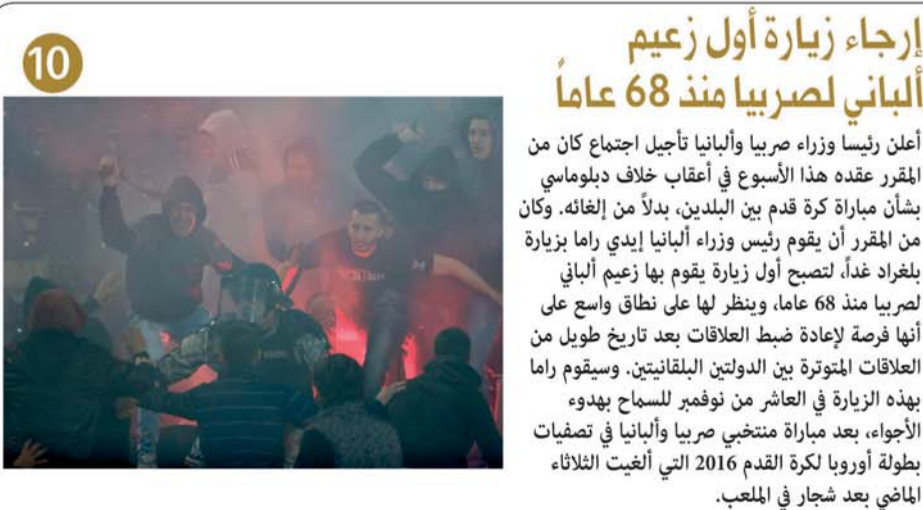 إرجاء زيارة أول زعيم
ألباني لصربيا منذ 68 عاماً
أعلن رئيسا وزراء صربيا وألبانيا تأجيل اجتماع كان من
المقرر عقده هذا الأسبوع في أعقاب خلاف دبلوماسي
بشأن مباراة كرة قدم بين البلدين، بدلاً من إلغائه. وكان
من المقرر أن يقوم رئيس وزراء ألبانيا إيدي راما بزيارة
بلغراد غداً، لتصبح أول زيارة يقوم بها زعيم ألباني
لصربيا منذ 68 عاما، وينظر لها على نطاق واسع على
أنها فرصة لإعادة ضبط العلاقات بعد تاريخ طويل من
العلاقات المتوترة بين الدولتين البلقانيتين. وسيقوم راما
بهذه الزيارة في العاشر من نوفمبر للسماح بهدوء
الأجواء، بعد مباراة منتخبي صربيا وألبانيا في تصفيات
بطولة أوروبا لكرة القدم 2016 التي ألغيت الثلاثاء
الماضي بعد شجار في الملعب.
10